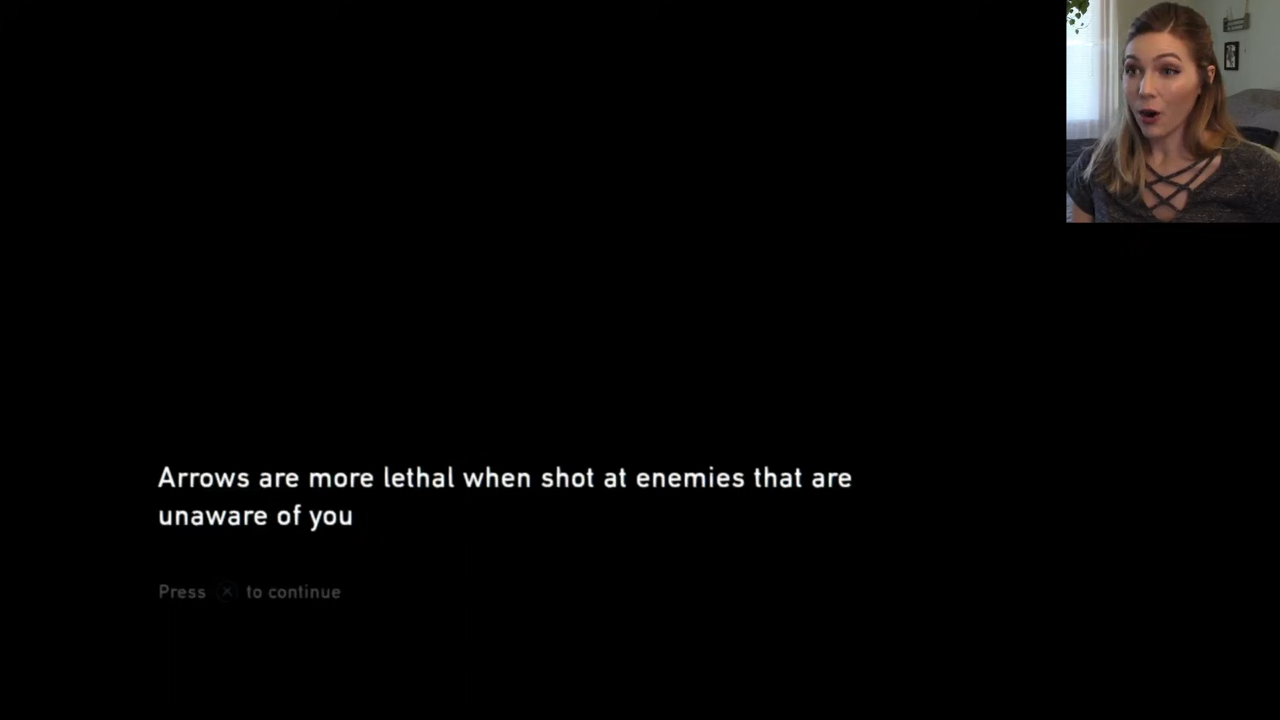 Arrows are more lethal when shot at enemies that are
unaware of you
Press ⓧ to continue